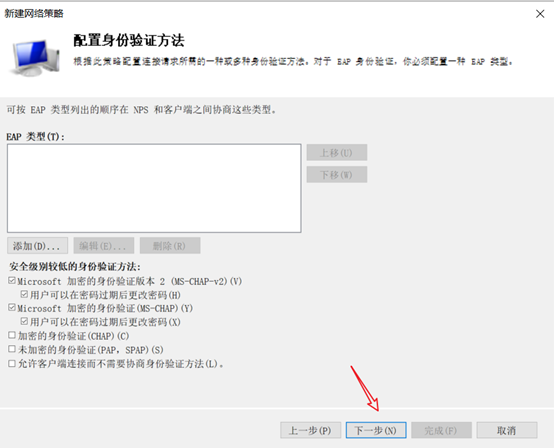 新建网络策略
配置身份验证方法
根据此策略配置连接请求所需的一种或多种身份验证方法。对于 EAP 身份验证，你必须配置一种 EAP 类型。
可按 EAP 类型列出的顺序在 NPS 和客户端之间协商这些类型。
EAP 类型(T):
上移(U)
下移(W)
添加(D)... 编辑(E)... 删除(R)
安全级别较低的身份验证方法:
Microsoft 加密的身份验证版本 2 (MS-CHAP-v2)(V)
用户可以在密码过期后更改密码(H)
Microsoft 加密的身份验证(MS-CHAP)(Y)
用户可以在密码过期后更改密码(X)
加密的身份验证(CHAP)(C)
未加密的身份验证(PAP，SPAP)(S)
允许客户端连接而不需要协商身份验证方法(L)。
上一步(P) 下一步(N) 完成(F) 取消